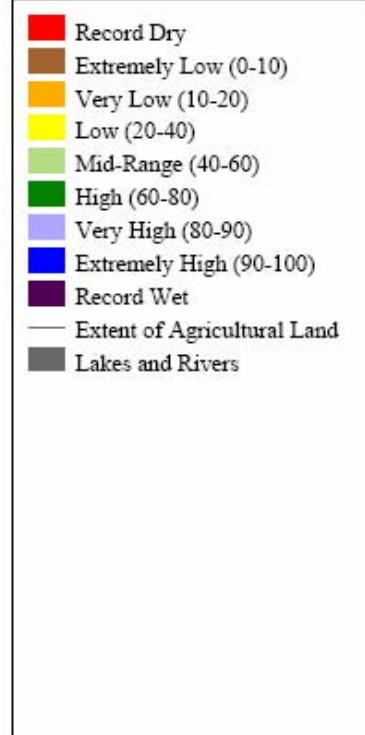 Record Dry
Extremely Low (0-10)
Very Low (10-20)
Low (20-40)
Mid-Range (40-60)
High (60-80)
Very High (80-90)
Extremely High (90-100)
Record Wet
Extent of Agricultural Land
Lakes and Rivers